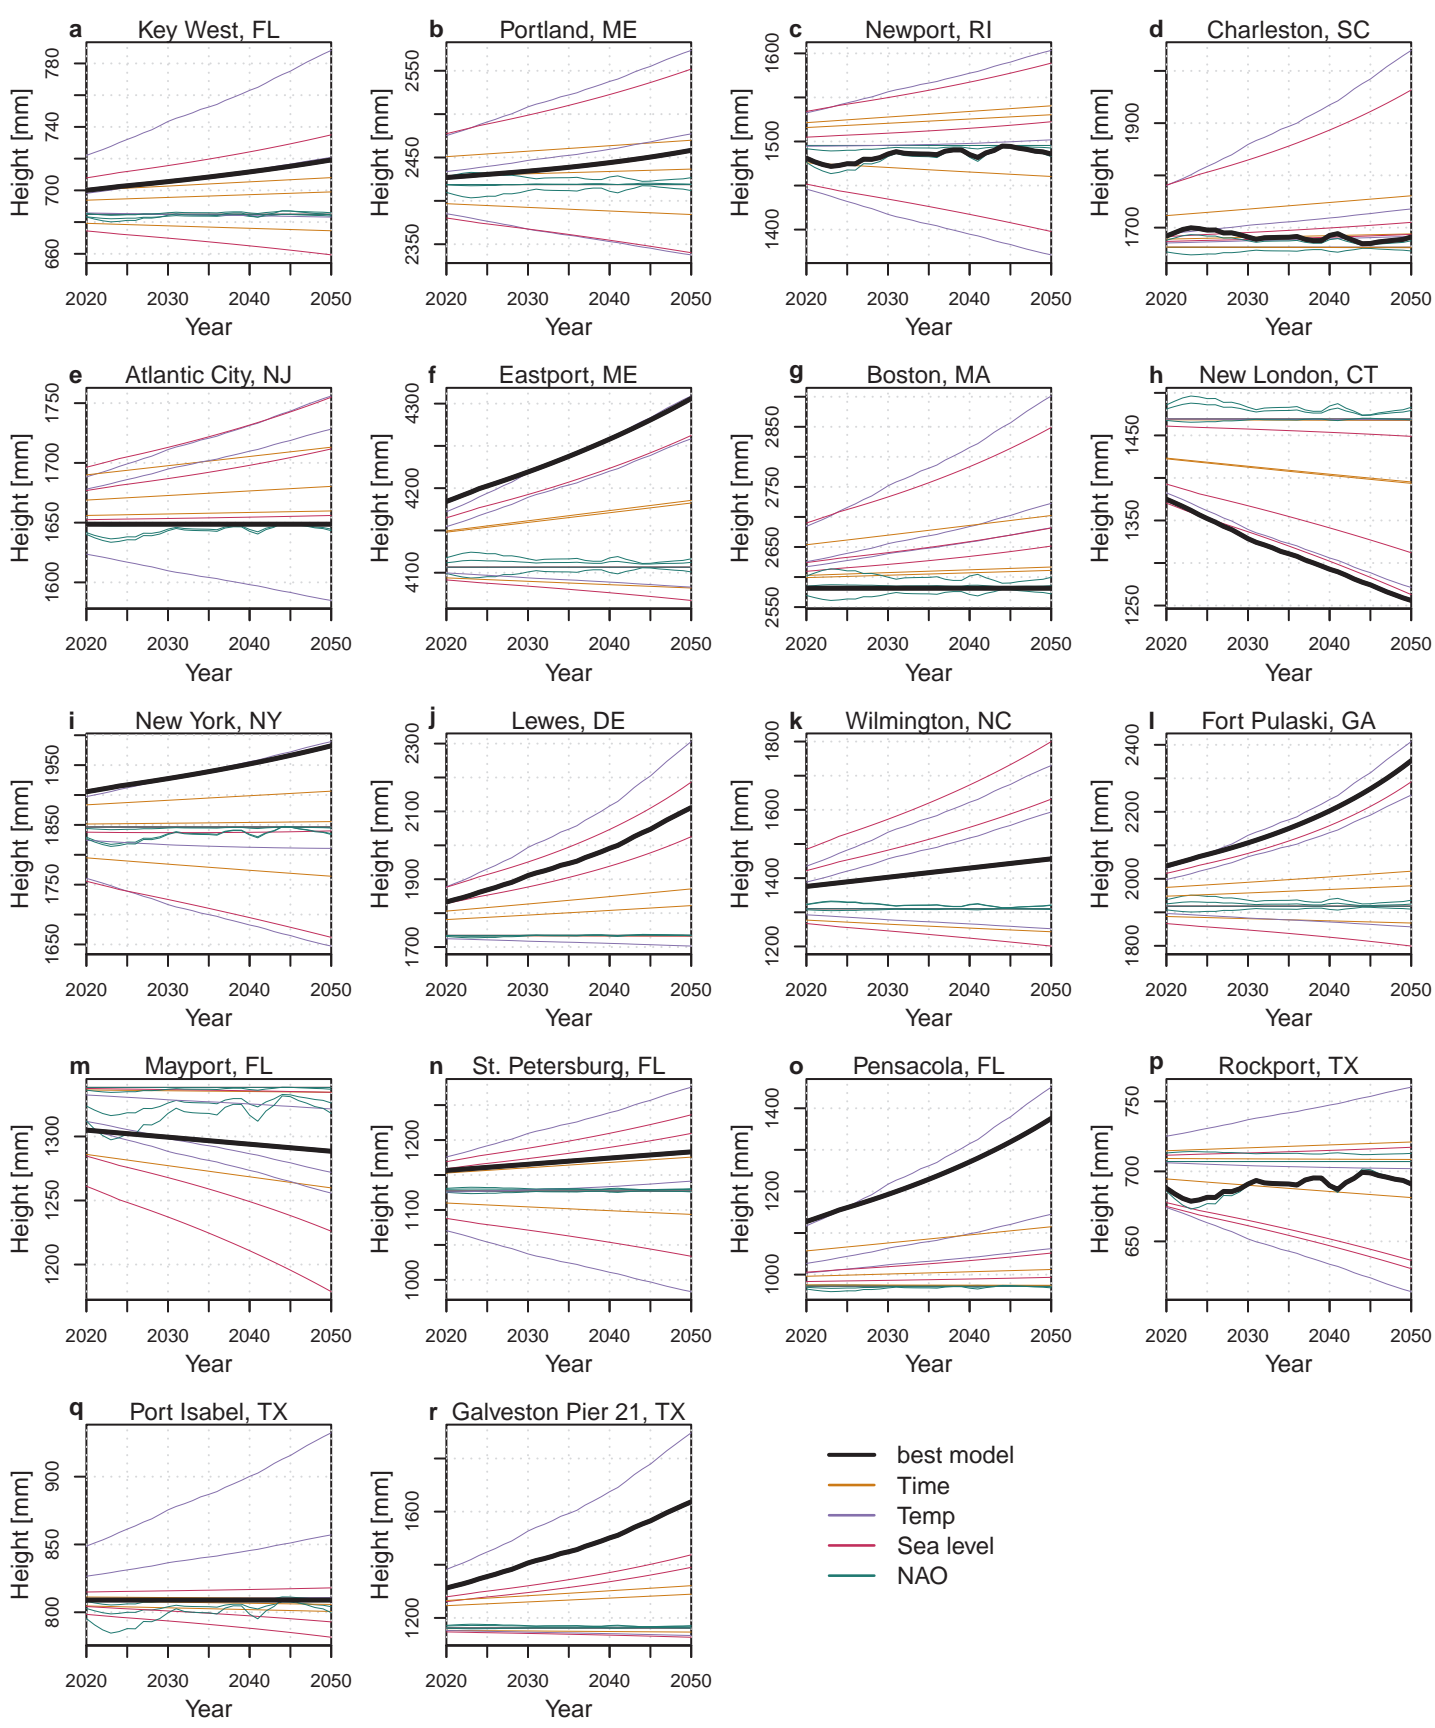 a Key West, FL
Height [mm]
780
740
700
660
2020 2030 2040 2050
Year
b Portland, ME
Height [mm]
2550
2450
2350
2020 2030 2040 2050
Year
c Newport, RI
Height [mm]
1600
1500
1400
2020 2030 2040 2050
Year
d Charleston, SC
Height [mm]
1900
1700
2020 2030 2040 2050
Year
e Atlantic City, NJ
Height [mm]
1750
1700
1650
1600
2020 2030 2040 2050
Year
f Eastport, ME
Height [mm]
4300
4200
4100
2020 2030 2040 2050
Year
g Boston, MA
Height [mm]
2850
2750
2650
2550
2020 2030 2040 2050
Year
h New London, CT
Height [mm]
1450
1350
1250
2020 2030 2040 2050
Year
i New York, NY
Height [mm]
1950
1850
1750
1650
2020 2030 2040 2050
Year
j Lewes, DE
Height [mm]
2300
2100
1900
1700
2020 2030 2040 2050
Year
k Wilmington, NC
Height [mm]
1800
1600
1400
1200
2020 2030 2040 2050
Year
l Fort Pulaski, GA
Height [mm]
2400
2200
2000
1800
2020 2030 2040 2050
Year
m Mayport, FL
Height [mm]
1300
1250
1200
2020 2030 2040 2050
Year
n St. Petersburg, FL
Height [mm]
1200
1100
1000
2020 2030 2040 2050
Year
o Pensacola, FL
Height [mm]
1400
1200
1000
2020 2030 2040 2050
Year
p Rockport, TX
Height [mm]
750
700
650
2020 2030 2040 2050
Year
q Port Isabel, TX
Height [mm]
900
850
800
2020 2030 2040 2050
Year
r Galveston Pier 21, TX
Height [mm]
1600
1200
2020 2030 2040 2050
Year
best model
Time
Temp
Sea level
NAO